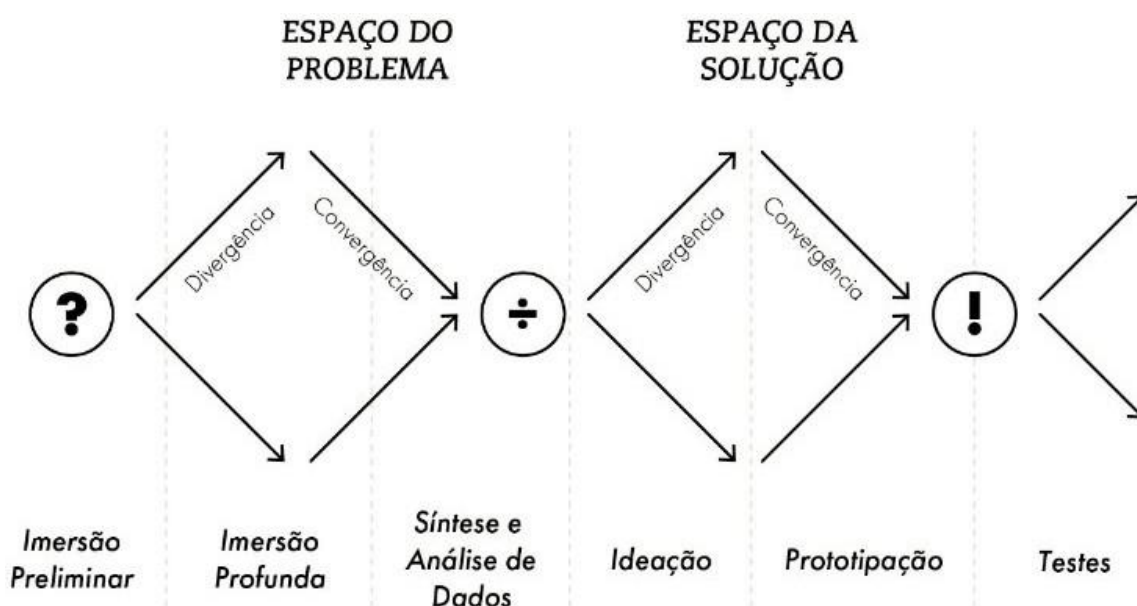 ESPAÇO DO
PROBLEMA
ESPAÇO DA
SOLUÇÃO
Divergência
Convergência
Divergência
Convergência
?
÷
!
Imersão
Preliminar
Imersão
Profunda
Síntese e
Análise de
Dados
Ideação
Prototipação
Testes